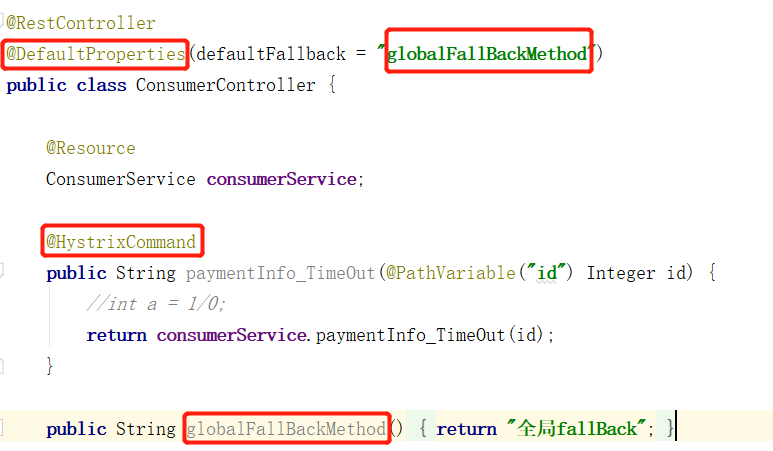 @RestController
@DefaultProperties(defaultFallback = "globalFallBackMethod")
public class ConsumerController {
@Resource
ConsumerService consumerService;
@HystrixCommand
public String paymentInfo_TimeOut(@PathVariable("id") Integer id) {
//int a = 1/0;
return consumerService.paymentInfo_TimeOut(id);
}
public String globalFallBackMethod() { return "全局fallBack"; }